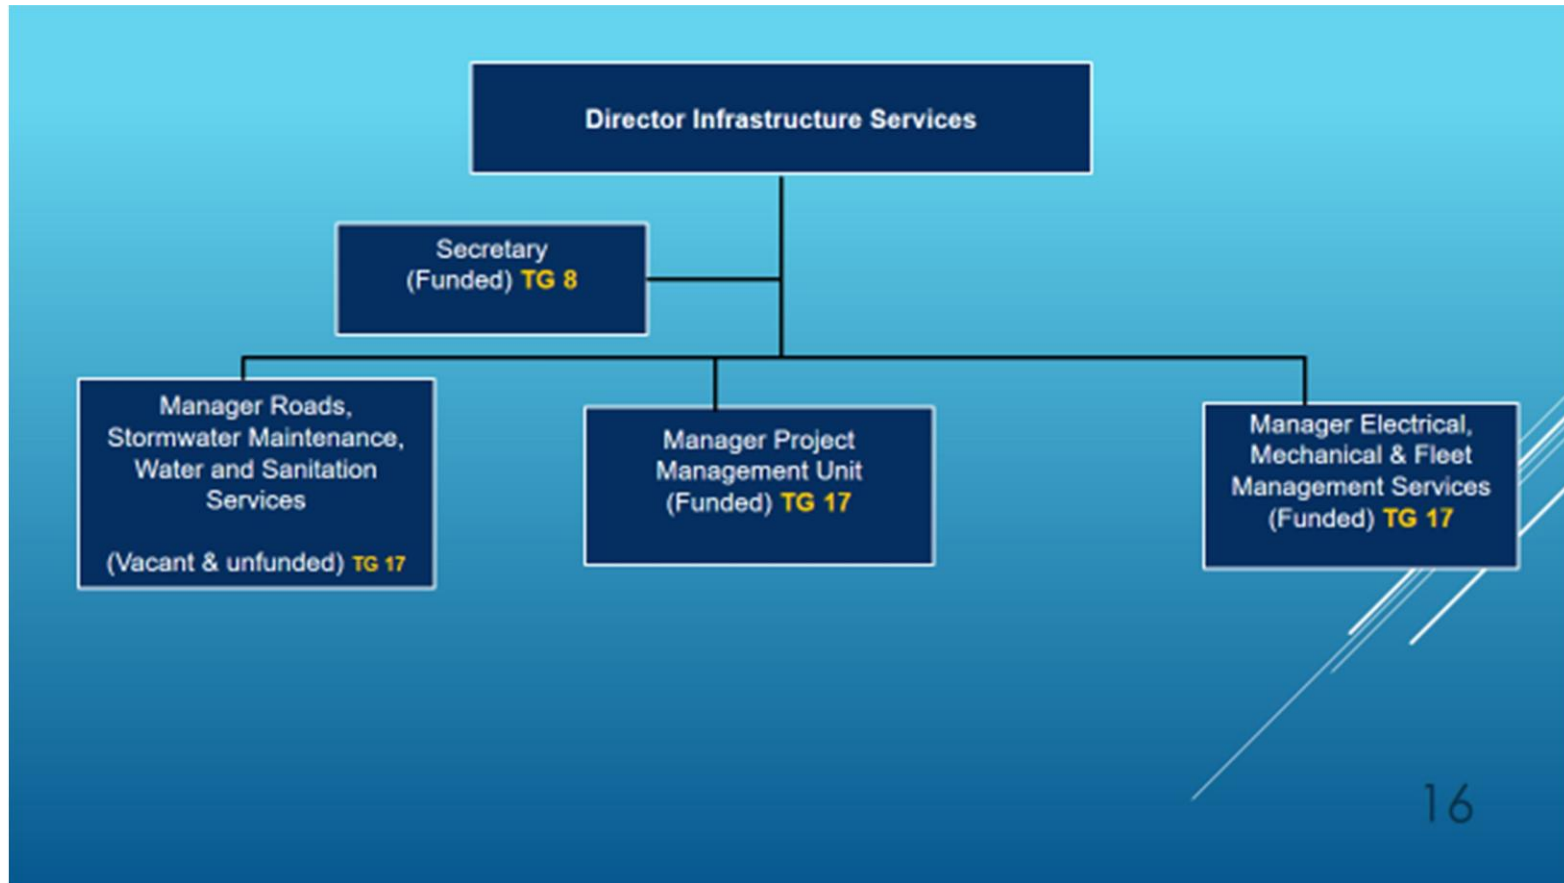 Director Infrastructure Services
Secretary
(Funded) TG 8
Manager Roads,
Stormwater Maintenance,
Water and Sanitation
Services
(Vacant & unfunded) TG 17
Manager Project
Management Unit
(Funded) TG 17
Manager Electrical,
Mechanical & Fleet
Management Services
(Funded) TG 17
16